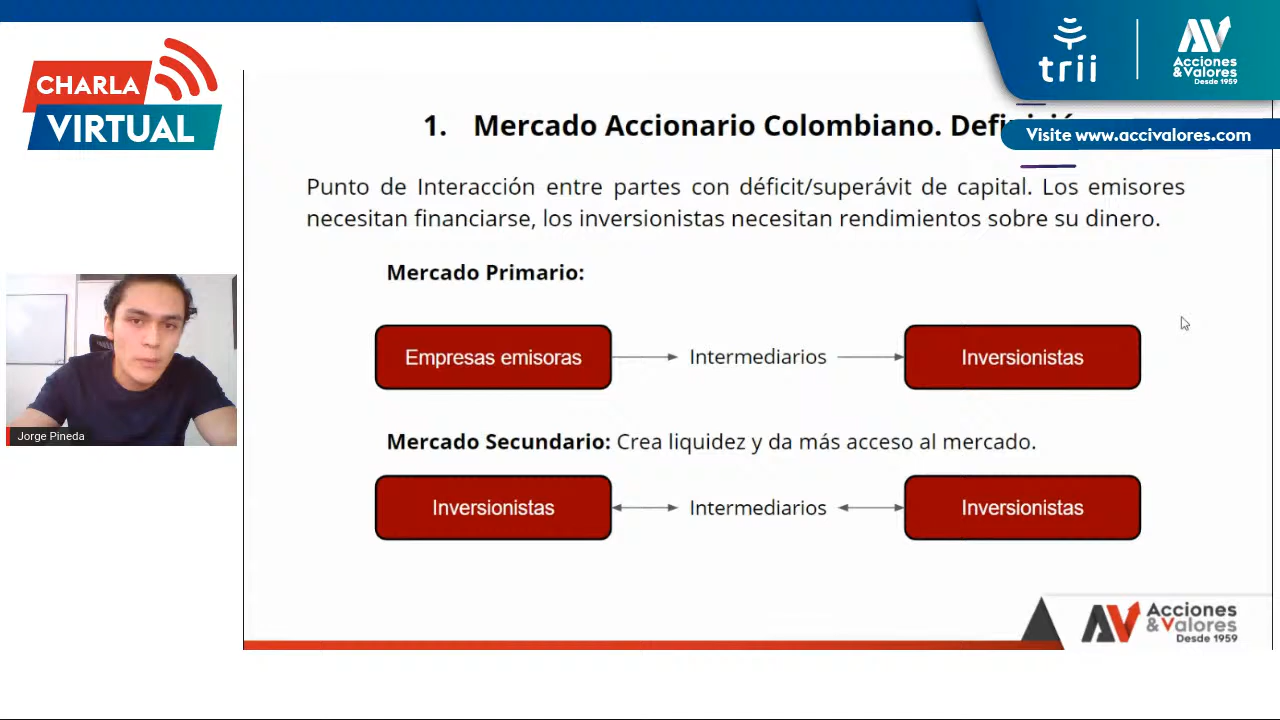 CHARLA
VIRTUAL
trii
AV
Acciones
&Valores
Desde 1959
1. Mercado Accionario Colombiano.
Visite www.accivalores.com
Punto de Interacción entre partes con déficit/superávit de capital. Los emisores
necesitan financiarse, los inversionistas necesitan rendimientos sobre su dinero.
Mercado Primario:
Empresas emisoras Intermediarios Inversionistas
Mercado Secundario: Crea liquidez y da más acceso al mercado.
Inversionistas Intermediarios Inversionistas
Jorge Pineda
AV
Acciones
&Valores
Desde 1959